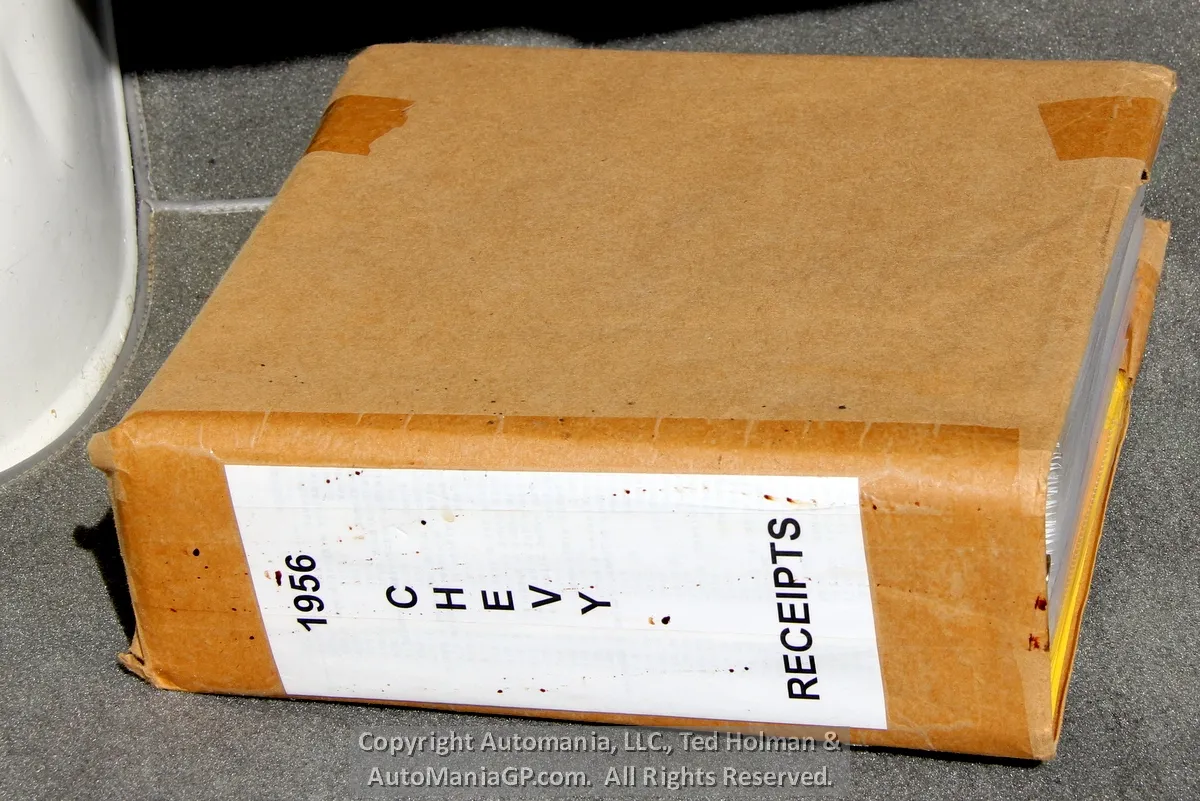 1956
C
H
E
V
Y
RECEIPTS
Copyright Automania, LLC., Ted Holman &
AutoManiaGP.com. All Rights Reserved.